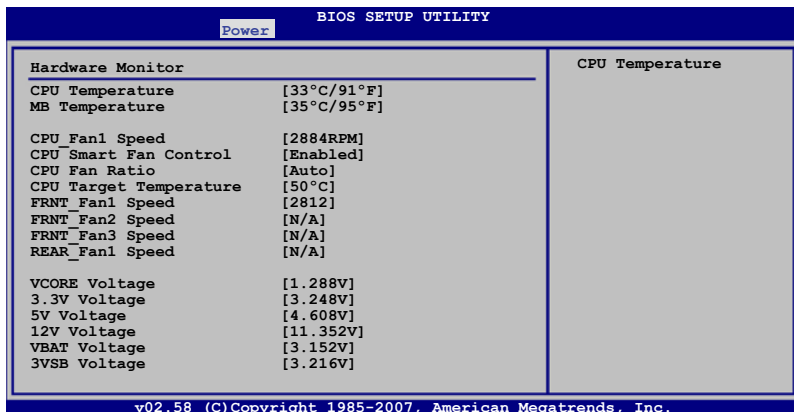 BIOS SETUP UTILITY
Power
Hardware Monitor
CPU Temperature [33°C/91°F]
MB Temperature [35°C/95°F]
CPU_Fan1 Speed [2884RPM]
CPU Smart Fan Control [Enabled]
CPU Fan Ratio [Auto]
CPU Target Temperature [50°C]
FRNT_Fan1 Speed [2812]
FRNT_Fan2 Speed [N/A]
FRNT_Fan3 Speed [N/A]
REAR_Fan1 Speed [N/A]
VCORE Voltage [1.288V]
3.3V Voltage [3.248V]
5V Voltage [4.608V]
12V Voltage [11.352V]
VBAT Voltage [3.152V]
3VSB Voltage [3.216V]
CPU Temperature
v02.58 (C)Copyright 1985-2007, American Megatrends, Inc.